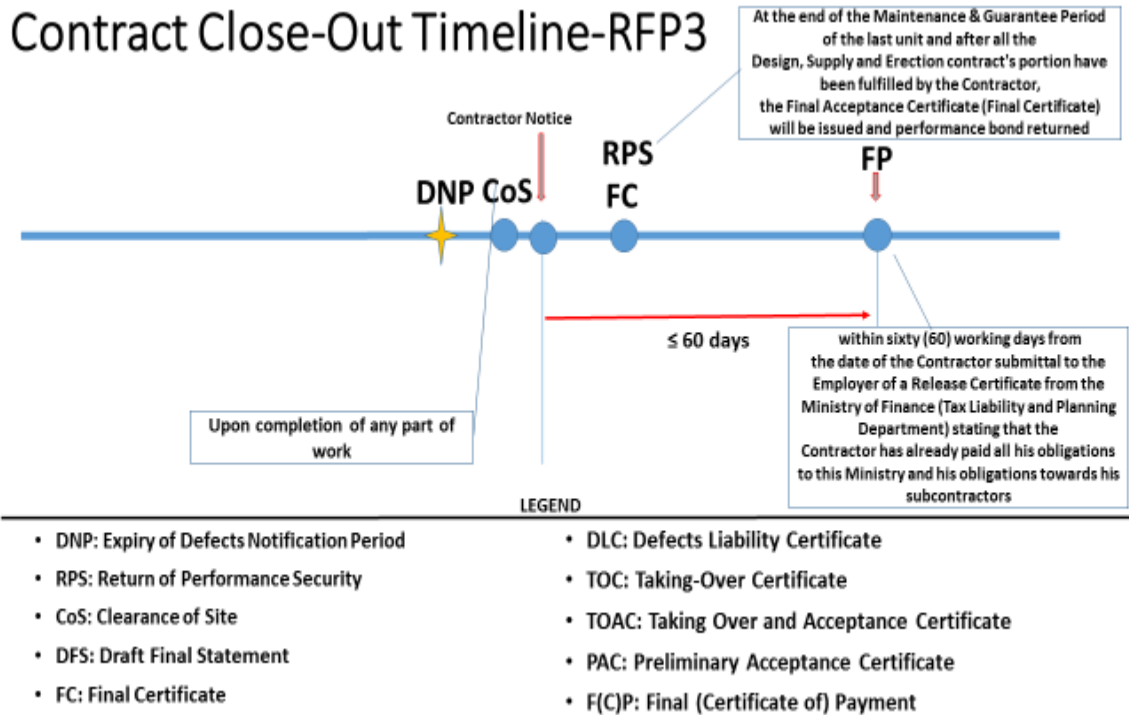 Contract Close-Out Timeline-RFP3
At the end of the Maintenance & Guarantee Period
of the last unit and after all the
Design, Supply and Erection contract's portion have
been fulfilled by the Contractor,
the Final Acceptance Certificate (Final Certificate)
will be issued and performance bond returned
Contractor Notice
RPS
FP
DNP CoS
FC
≤ 60 days
within sixty (60) working days from
the date of the Contractor submittal to the
Employer of a Release Certificate from the
Ministry of Finance (Tax Liability and Planning
Department) stating that the
Contractor has already paid all his obligations
to this Ministry and his obligations towards his
subcontractors
Upon completion of any part of
work
LEGEND
• DNP: Expiry of Defects Notification Period
• RPS: Return of Performance Security
• CoS: Clearance of Site
• DFS: Draft Final Statement
• FC: Final Certificate
• DLC: Defects Liability Certificate
• TOC: Taking-Over Certificate
• TOAC: Taking Over and Acceptance Certificate
• PAC: Preliminary Acceptance Certificate
• F(C)P: Final (Certificate of) Payment